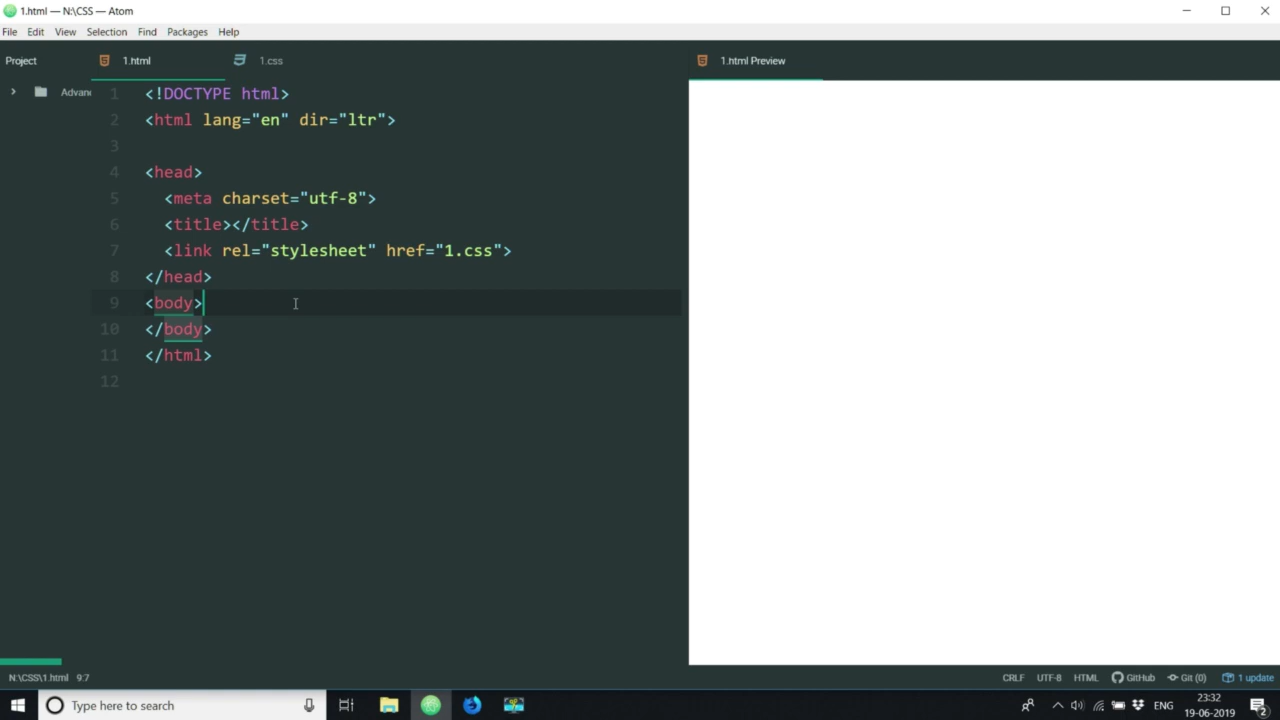 1.html — N:\CSS — Atom
File Edit View Selection Find Packages Help
Project
1.html
1.css
1.html Preview
Advan
1 <!DOCTYPE html>
2 <html lang="en" dir="ltr">
3
4 <head>
5 <meta charset="utf-8">
6 <title></title>
7 <link rel="stylesheet" href="1.css">
8 </head>
9 <body>
10 </body>
11 </html>
12
N:\CSS\1.html 9:7
CRLF UTF-8 HTML GitHub Git (0) 1 update
Type here to search
ENG
23:32
19-06-2019
2